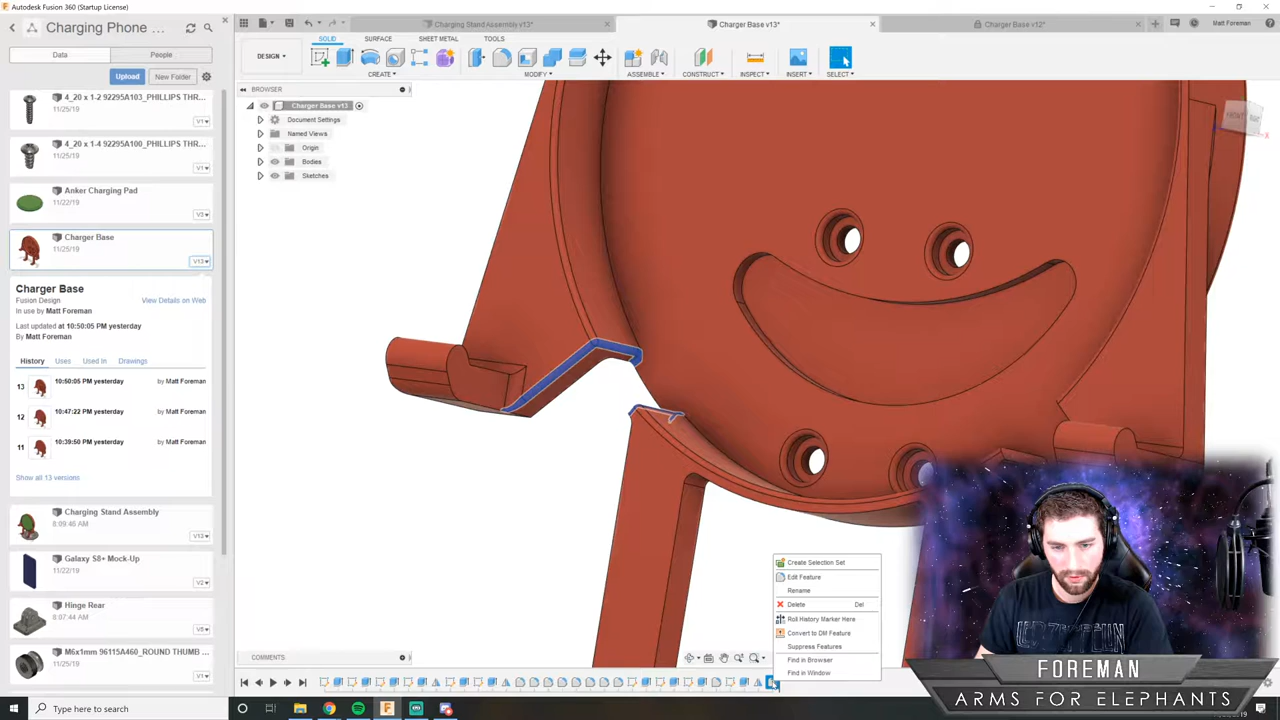 Autodesk Fusion 360 (Startup License)
Charging Phone ...
Data People
Upload New Folder
4_20 x 1-2 92295A103_PHILLIPS THR...
11/25/19
V1
4_20 x 1-4 92295A100_PHILLIPS THR...
11/25/19
V1
Anker Charging Pad
11/22/19
V3
Charger Base
11/25/19
V13
Charger Base
Fusion Design View Details on Web
In use by Matt Foreman
Last updated at 10:50:05 PM yesterday
By Matt Foreman
History Uses Used In Drawings
13 10:50:05 PM yesterday by Matt Foreman
12 10:47:22 PM yesterday by Matt Foreman
11 10:39:50 PM yesterday by Matt Foreman
Show all 13 versions
Charging Stand Assembly
8:09:46 AM
V13
Galaxy S8+ Mock-Up
11/22/19
V2
Hinge Rear
8:07:44 AM
M6x1mm 96115A460_ROUND THUMB ...
11/25/19
V1
Charging Stand Assembly v13* Charger Base v13* Charger Base v12*
Matt Foreman
SOLID SURFACE SHEET METAL TOOLS
DESIGN
CREATE MODIFY ASSEMBLE CONSTRUCT INSPECT INSERT SELECT
BROWSER
Charger Base v13
Document Settings
Named Views
Origin
Bodies
Sketches
FRONT
X
Create Selection Set
Edit Feature
Rename
Delete Del
Roll History Marker Here
Convert to DM Feature
Suppress Features
Find in Browser
Find in Window
COMMENTS
LED ZEPPELIN
FOREMAN
ARMS FOR ELEPHANTS
Type here to search